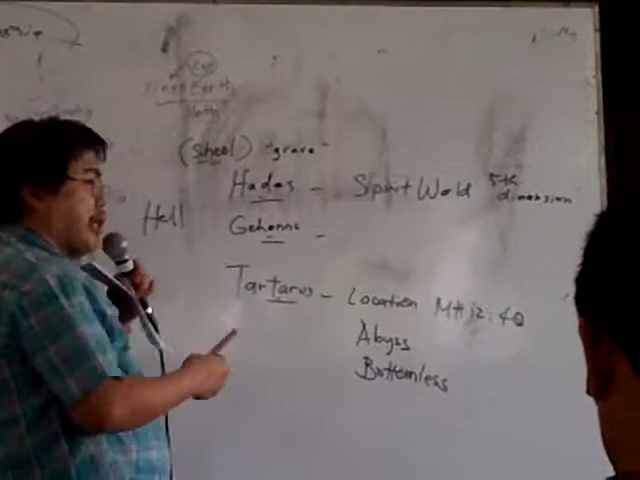 (sheol) "grave"
Hades - Spirit World 5th dimension
Hell Gehenna -
Tartarus - Location Mt 12:40
Abyss
Bottomless